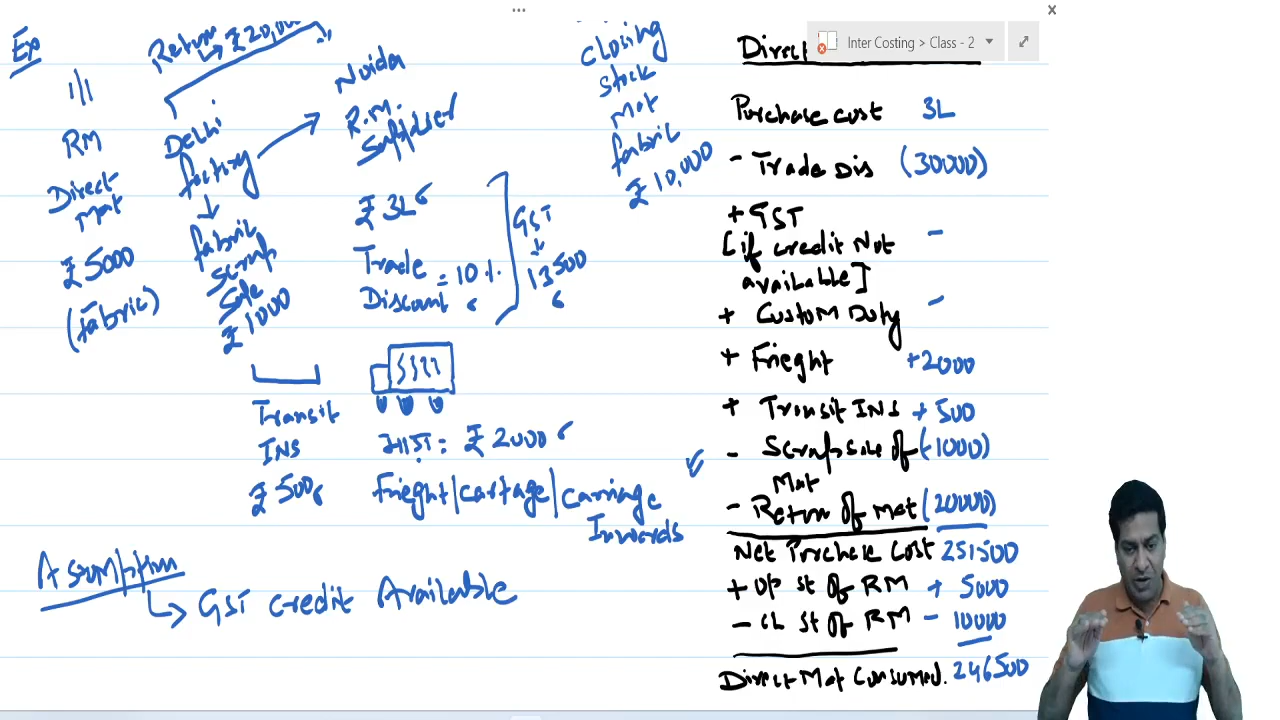 Inter Costing > Class - 2
Ex
1/1
RM
Direct
Mat
₹5000
(fabric)
Return
↳ ₹20,000
Delhi
factory
↓
fabric
Scrap
Sale
₹1000
Noida
R.M.
Supplier
₹3L
Trade
Discount = 10%
GST
↓
13500
Transit
INS
₹500
भाड़ा : ₹2000
Frieght/cartage/carriage
Inwards
closing
stock
Mat
fabric
₹10,000
Assumption
↳ GST credit Available
Purchase cost 3L
- Trade Dis (30000)
+ GST
[if credit Not -
available]
+ Custom Duty -
+ Frieght +2000
+ Transit INS + 500
- Scrap sale of (-1000)
Mat
- Return of Mat (20000)
Net Purchase Cost 251500
+ Op st of RM + 5000
- Cl st of RM - 10000
Direct Mat Consumed. 246500